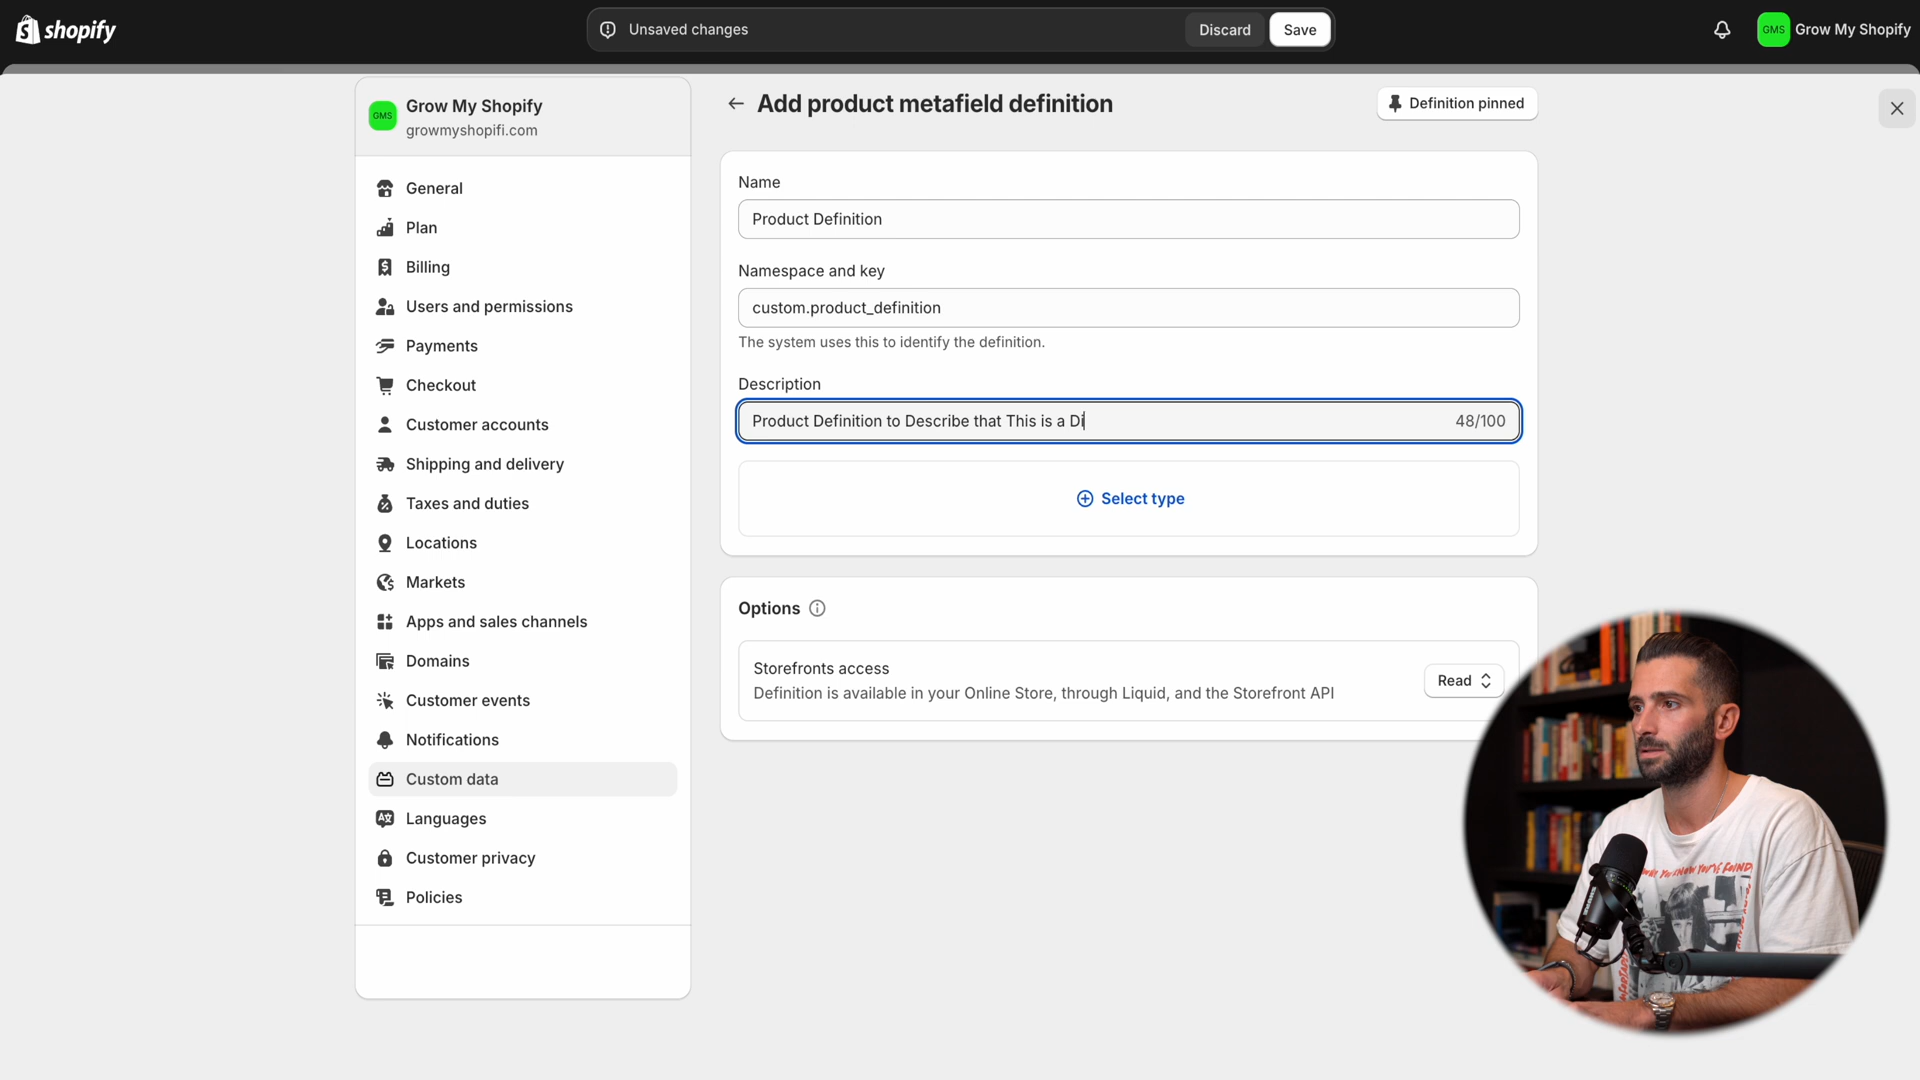 shopify
Unsaved changes
Discard
Save
GMS
Grow My Shopify
GMS
Grow My Shopify
growmyshopifi.com
General
Plan
Billing
Users and permissions
Payments
Checkout
Customer accounts
Shipping and delivery
Taxes and duties
Locations
Markets
Apps and sales channels
Domains
Customer events
Notifications
Custom data
Languages
Customer privacy
Policies
Add product metafield definition
Definition pinned
Name
Product Definition
Namespace and key
custom.product_definition
The system uses this to identify the definition.
Description
Product Definition to Describe that This is a Di
48/100
Select type
Options
Storefronts access
Definition is available in your Online Store, through Liquid, and the Storefront API
Read